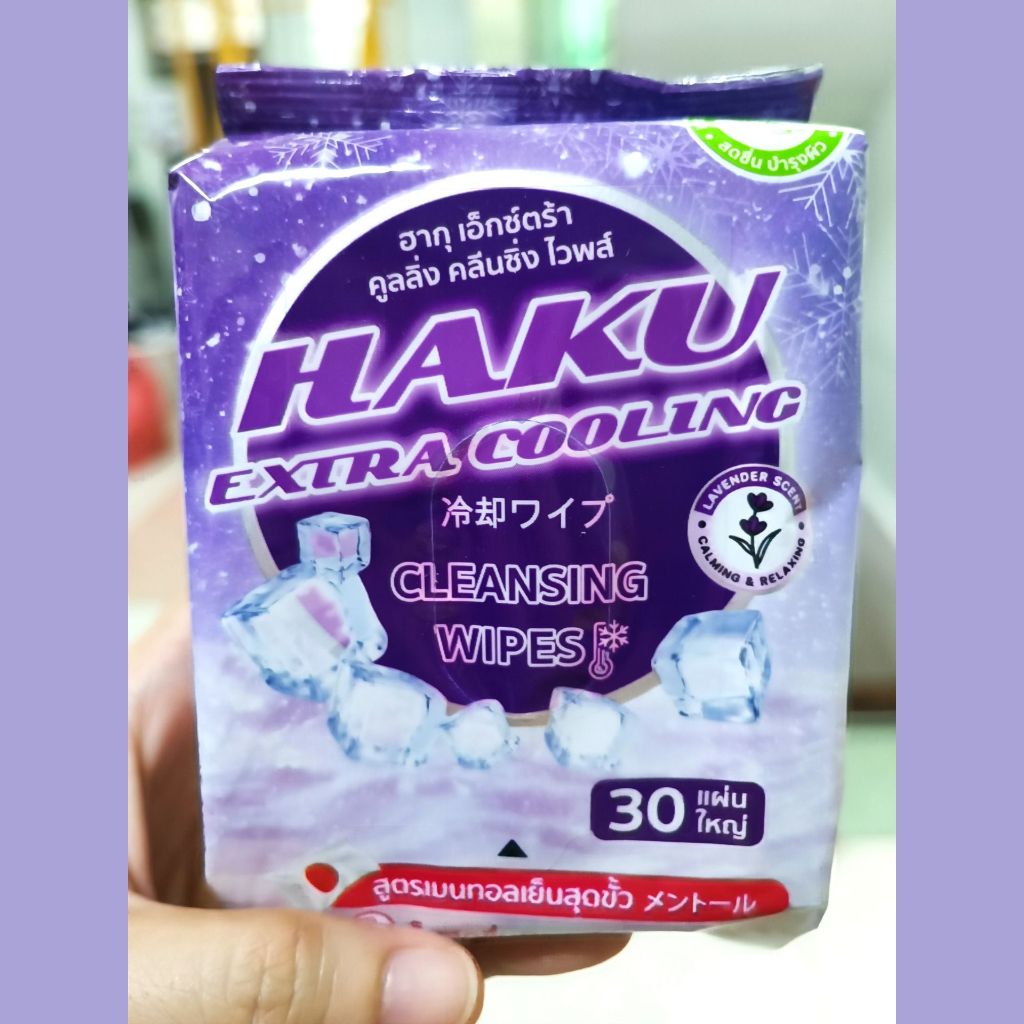 สดชื่น บำรุงผิว
ฮากุ เอ็กซ์ตร้า
คูลลิ่ง คลีนซิ่ง ไวพส์
HAKU
EXTRA COOLING
冷却ワイプ
CLEANSING
WIPES
LAVENDER SCENT
CALMING & RELAXING
30 แผ่น
ใหญ่
สูตรเมนทอลเย็นสุดขั้ว メントール